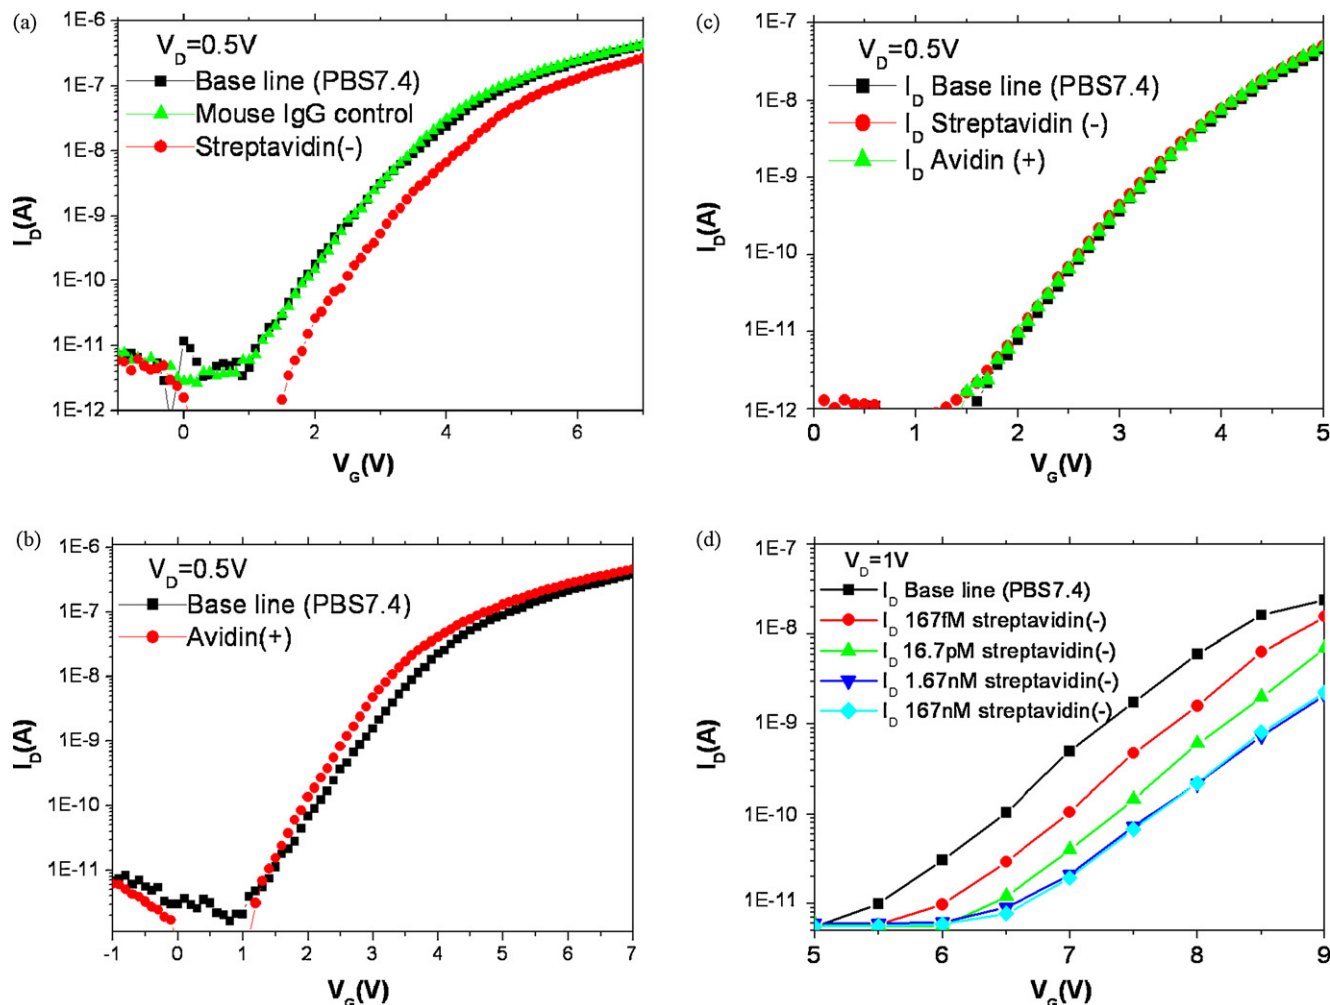 (a)
V_D=0.5V
Base line (PBS7.4)
Mouse IgG control
Streptavidin(-)
1E-6
1E-7
1E-8
1E-9
1E-10
1E-11
1E-12
I_D(A)
0 2 4 6
V_G(V)
(c)
V_D=0.5V
I_D Base line (PBS7.4)
I_D Streptavidin (-)
I_D Avidin (+)
1E-7
1E-8
1E-9
1E-10
1E-11
1E-12
I_D(A)
0 1 2 3 4 5
V_G(V)
(b)
V_D=0.5V
Base line (PBS7.4)
Avidin(+)
1E-6
1E-7
1E-8
1E-9
1E-10
1E-11
I_D(A)
-1 0 1 2 3 4 5 6 7
V_G(V)
(d)
V_D=1V
I_D Base line (PBS7.4)
I_D 167fM streptavidin(-)
I_D 16.7pM streptavidin(-)
I_D 1.67nM streptavidin(-)
I_D 167nM streptavidin(-)
1E-7
1E-8
1E-9
1E-10
1E-11
I_D(A)
5 6 7 8 9
V_G(V)